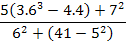 5(3.6³ − 4.4) + 7²
6² + (41 − 5²)